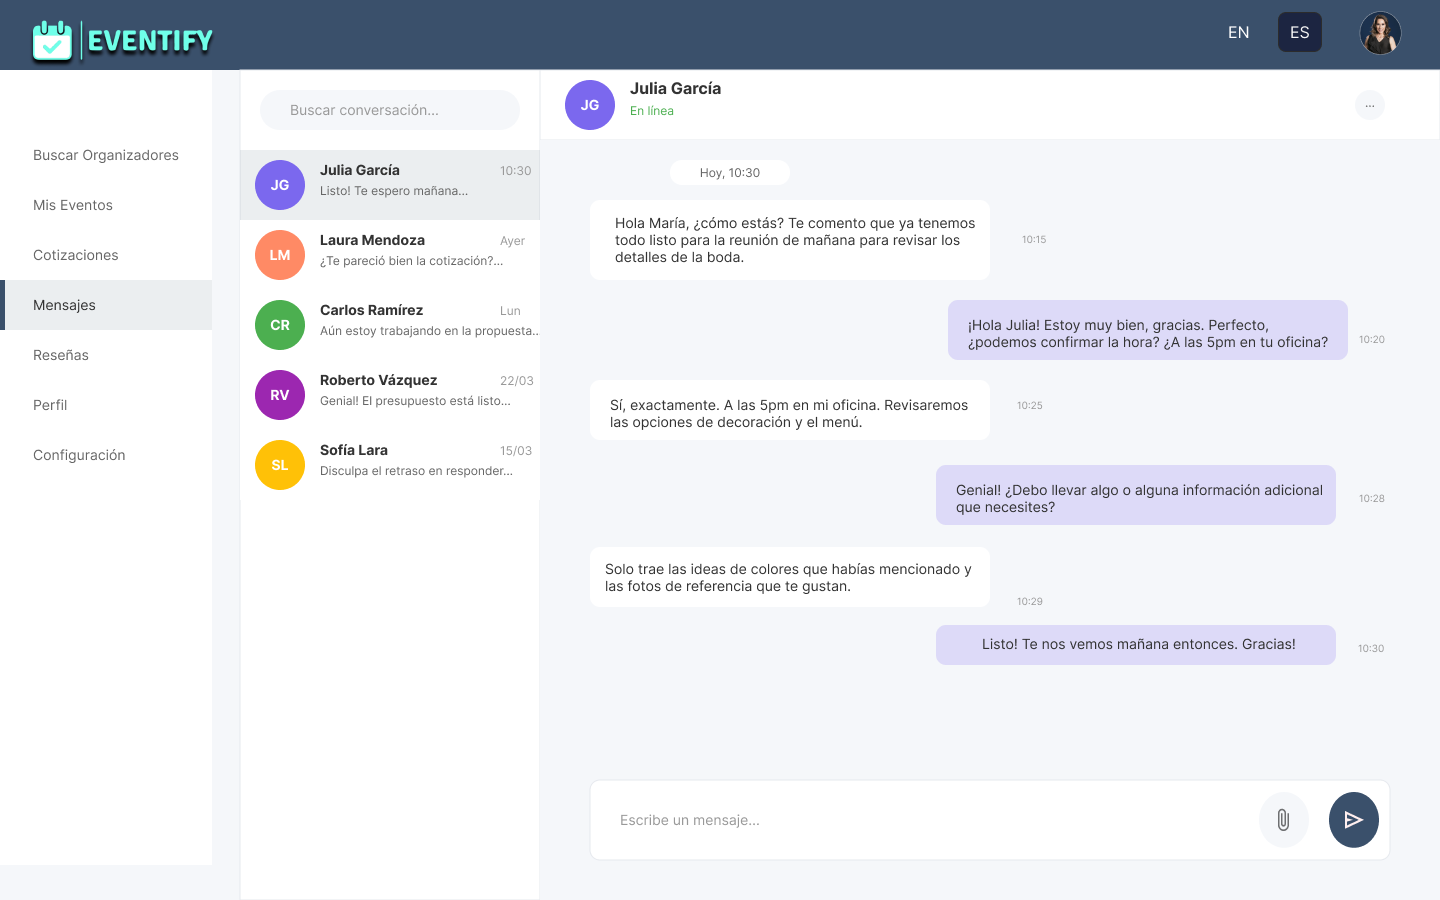 EVENTIFY
EN
ES
Buscar Organizadores
Mis Eventos
Cotizaciones
Mensajes
Reseñas
Perfil
Configuración
Buscar conversación...
JG
Julia García
10:30
Listo! Te espero mañana...
LM
Laura Mendoza
Ayer
¿Te pareció bien la cotización?...
CR
Carlos Ramírez
Lun
Aún estoy trabajando en la propuesta...
RV
Roberto Vázquez
22/03
Genial! El presupuesto está listo...
SL
Sofía Lara
15/03
Disculpa el retraso en responder...
JG
Julia García
En línea
...
Hoy, 10:30
Hola María, ¿cómo estás? Te comento que ya tenemos
todo listo para la reunión de mañana para revisar los
detalles de la boda.
10:15
¡Hola Julia! Estoy muy bien, gracias. Perfecto,
¿podemos confirmar la hora? ¿A las 5pm en tu oficina?
10:20
Sí, exactamente. A las 5pm en mi oficina. Revisaremos
las opciones de decoración y el menú.
10:25
Genial! ¿Debo llevar algo o alguna información adicional
que necesites?
10:28
Solo trae las ideas de colores que habías mencionado y
las fotos de referencia que te gustan.
10:29
Listo! Te nos vemos mañana entonces. Gracias!
10:30
Escribe un mensaje...